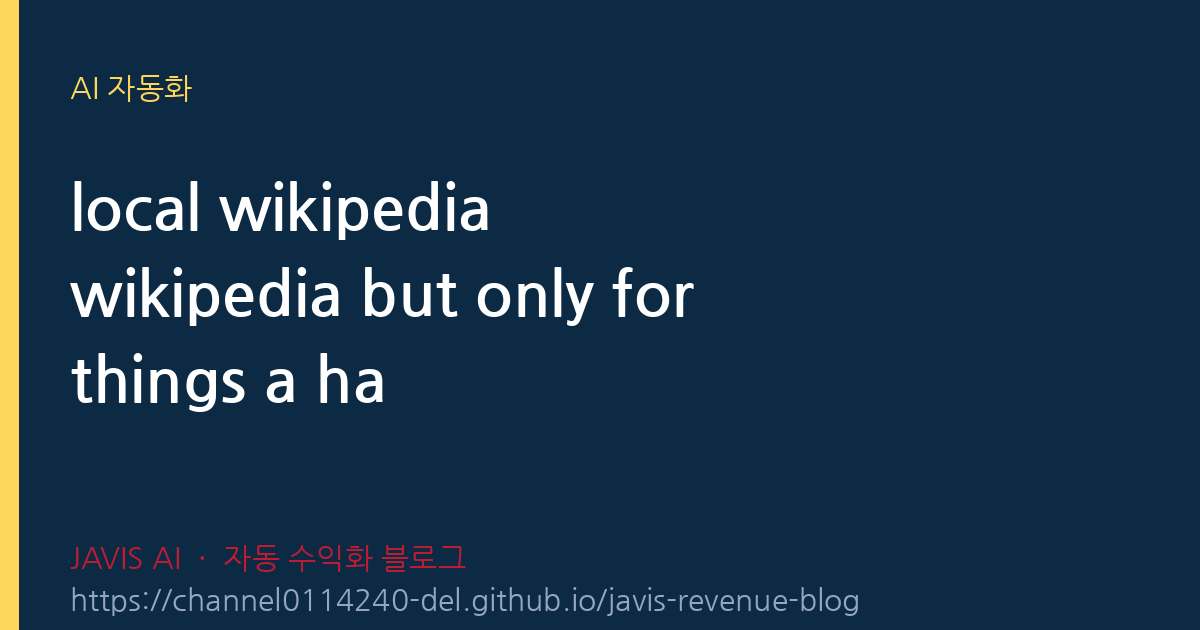 AI 자동화
local wikipedia
wikipedia but only for
things a ha
JAVIS AI · 자동 수익화 블로그
https://channel0114240-del.github.io/javis-revenue-blog